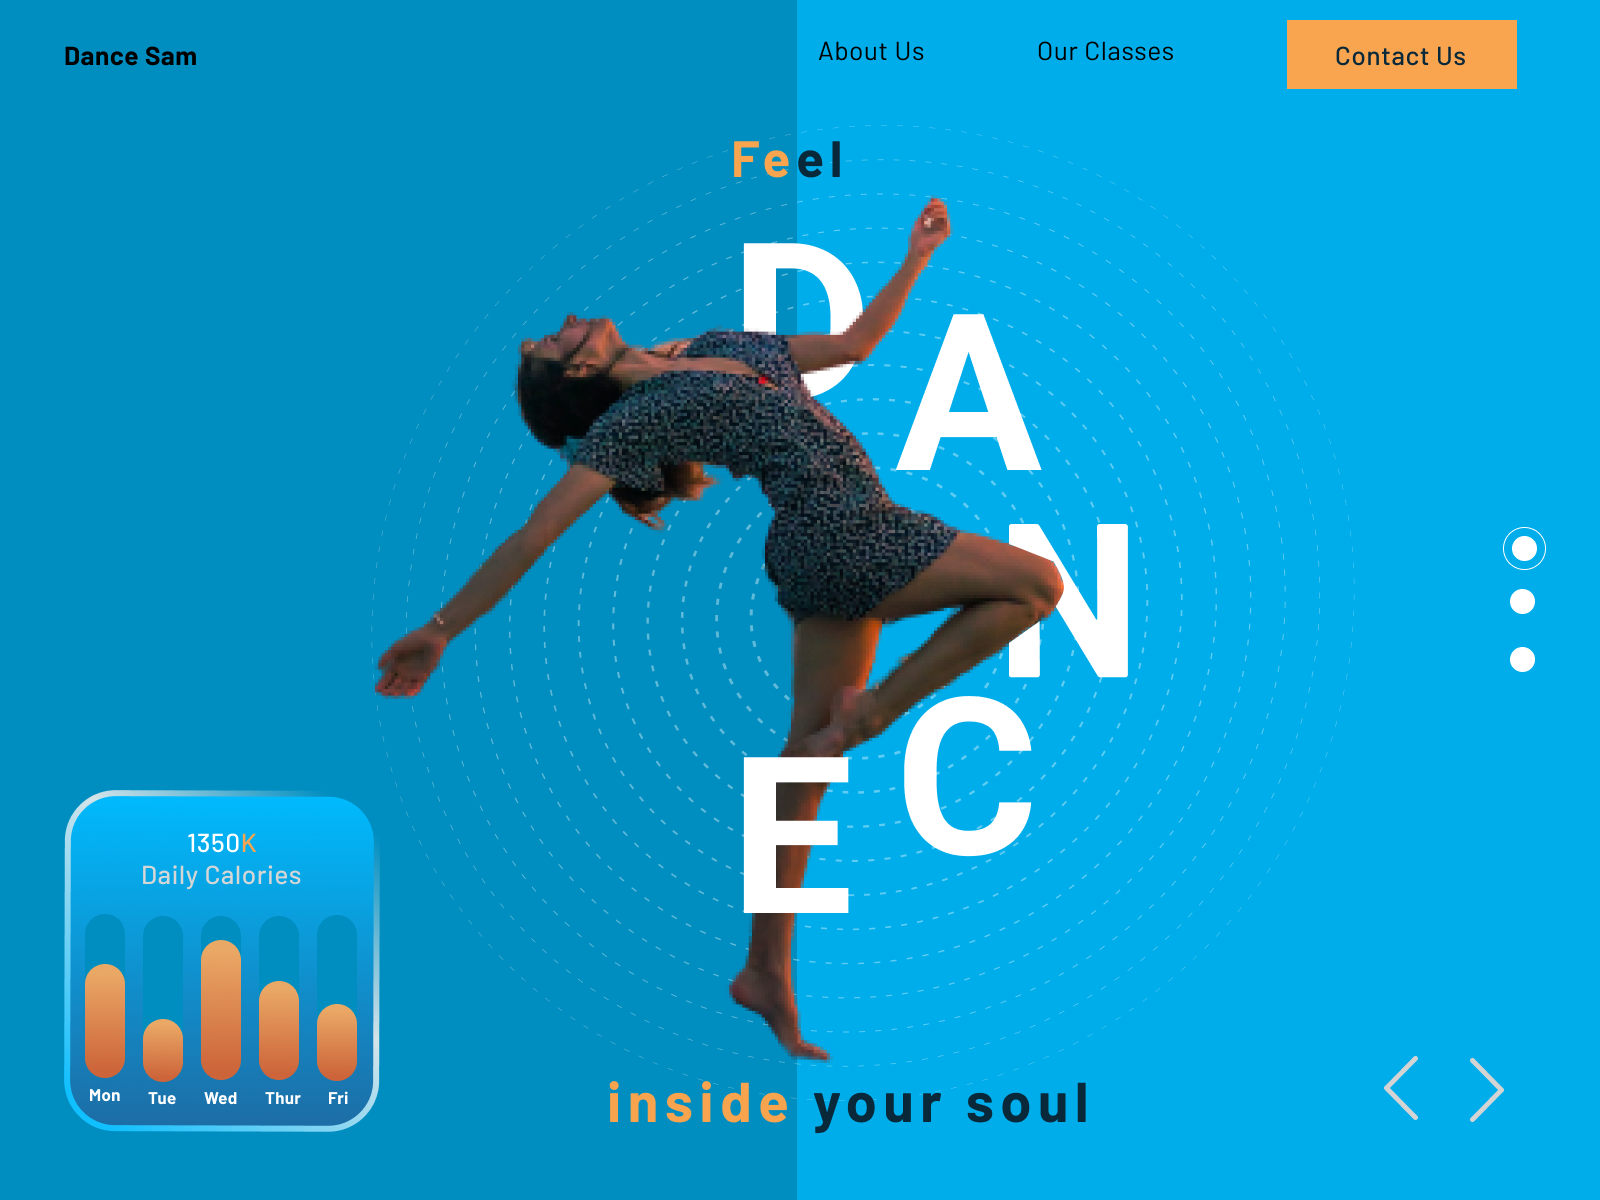 Dance Sam
About Us
Our Classes
Contact Us
Feel
D
A
N
C
E
inside your soul
1350K
Daily Calories
Mon
Tue
Wed
Thur
Fri